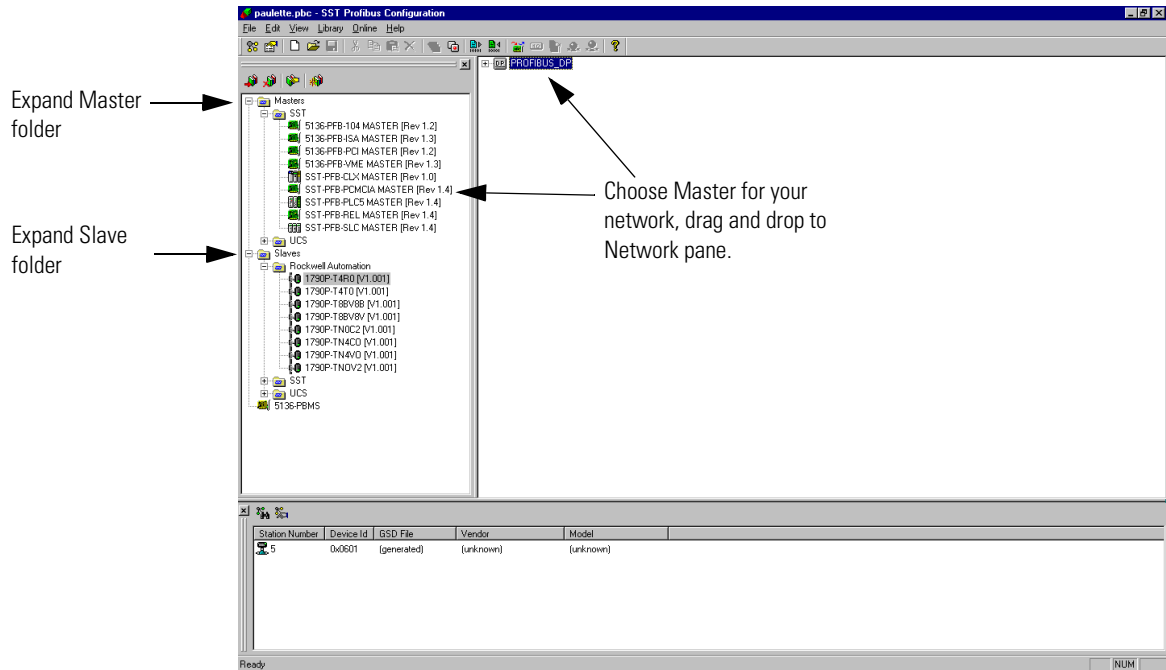 paulette.pbc - SST Profibus Configuration
File Edit View Library Online Help
PROFIBUS_DP
Expand Master
folder
Masters
SST
5136-PFB-104 MASTER [Rev 1.2]
5136-PFB-ISA MASTER [Rev 1.3]
5136-PFB-PCI MASTER [Rev 1.2]
5136-PFB-VME MASTER [Rev 1.3]
SST-PFB-CLX MASTER [Rev 1.0]
SST-PFB-PCMCIA MASTER [Rev 1.4]
SST-PFB-PLC5 MASTER [Rev 1.4]
SST-PFB-REL MASTER [Rev 1.4]
SST-PFB-SLC MASTER [Rev 1.4]
UCS
Choose Master for your
network, drag and drop to
Network pane.
Expand Slave
folder
Slaves
Rockwell Automation
1790P-T4R0 [V1.001]
1790P-T4T0 [V1.001]
1790P-T8BV8B [V1.001]
1790P-T8BV8V [V1.001]
1790P-TN0C2 [V1.001]
1790P-TN4C0 [V1.001]
1790P-TN4V0 [V1.001]
1790P-TN0V2 [V1.001]
SST
UCS
5136-PBMS
Station Number Device Id GSD File Vendor Model
5 0x0601 (generated) (unknown) (unknown)
Ready NUM